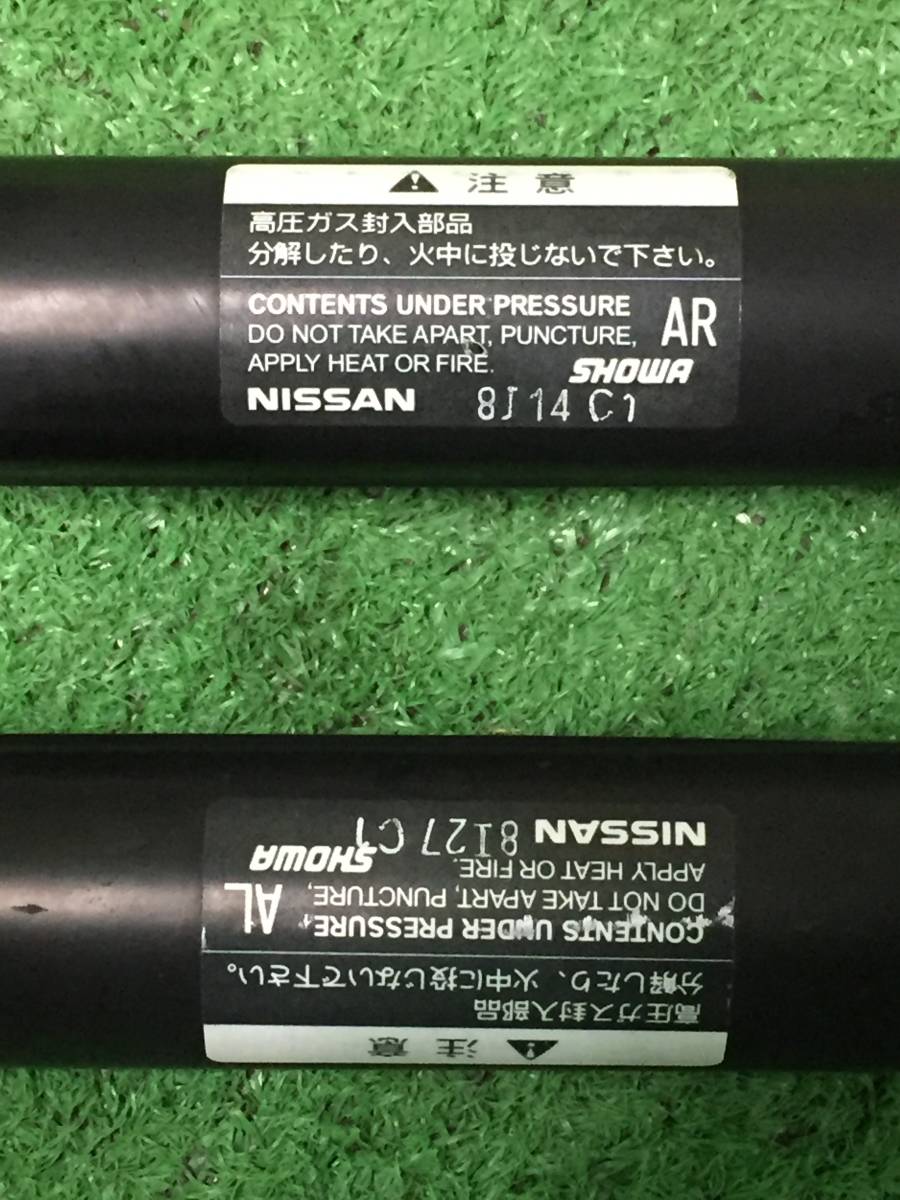 注意
高圧ガス封入部品
分解したり、火中に投じないで下さい。
CONTENTS UNDER PRESSURE
DO NOT TAKE APART, PUNCTURE,
APPLY HEAT OR FIRE.
AR
SHOWA
NISSAN 8J14 C1
注意
高圧ガス封入部品
分解したり、火中に投じないで下さい。
CONTENTS UNDER PRESSURE
DO NOT TAKE APART, PUNCTURE,
APPLY HEAT OR FIRE.
AL
SHOWA
NISSAN 8I27 C1